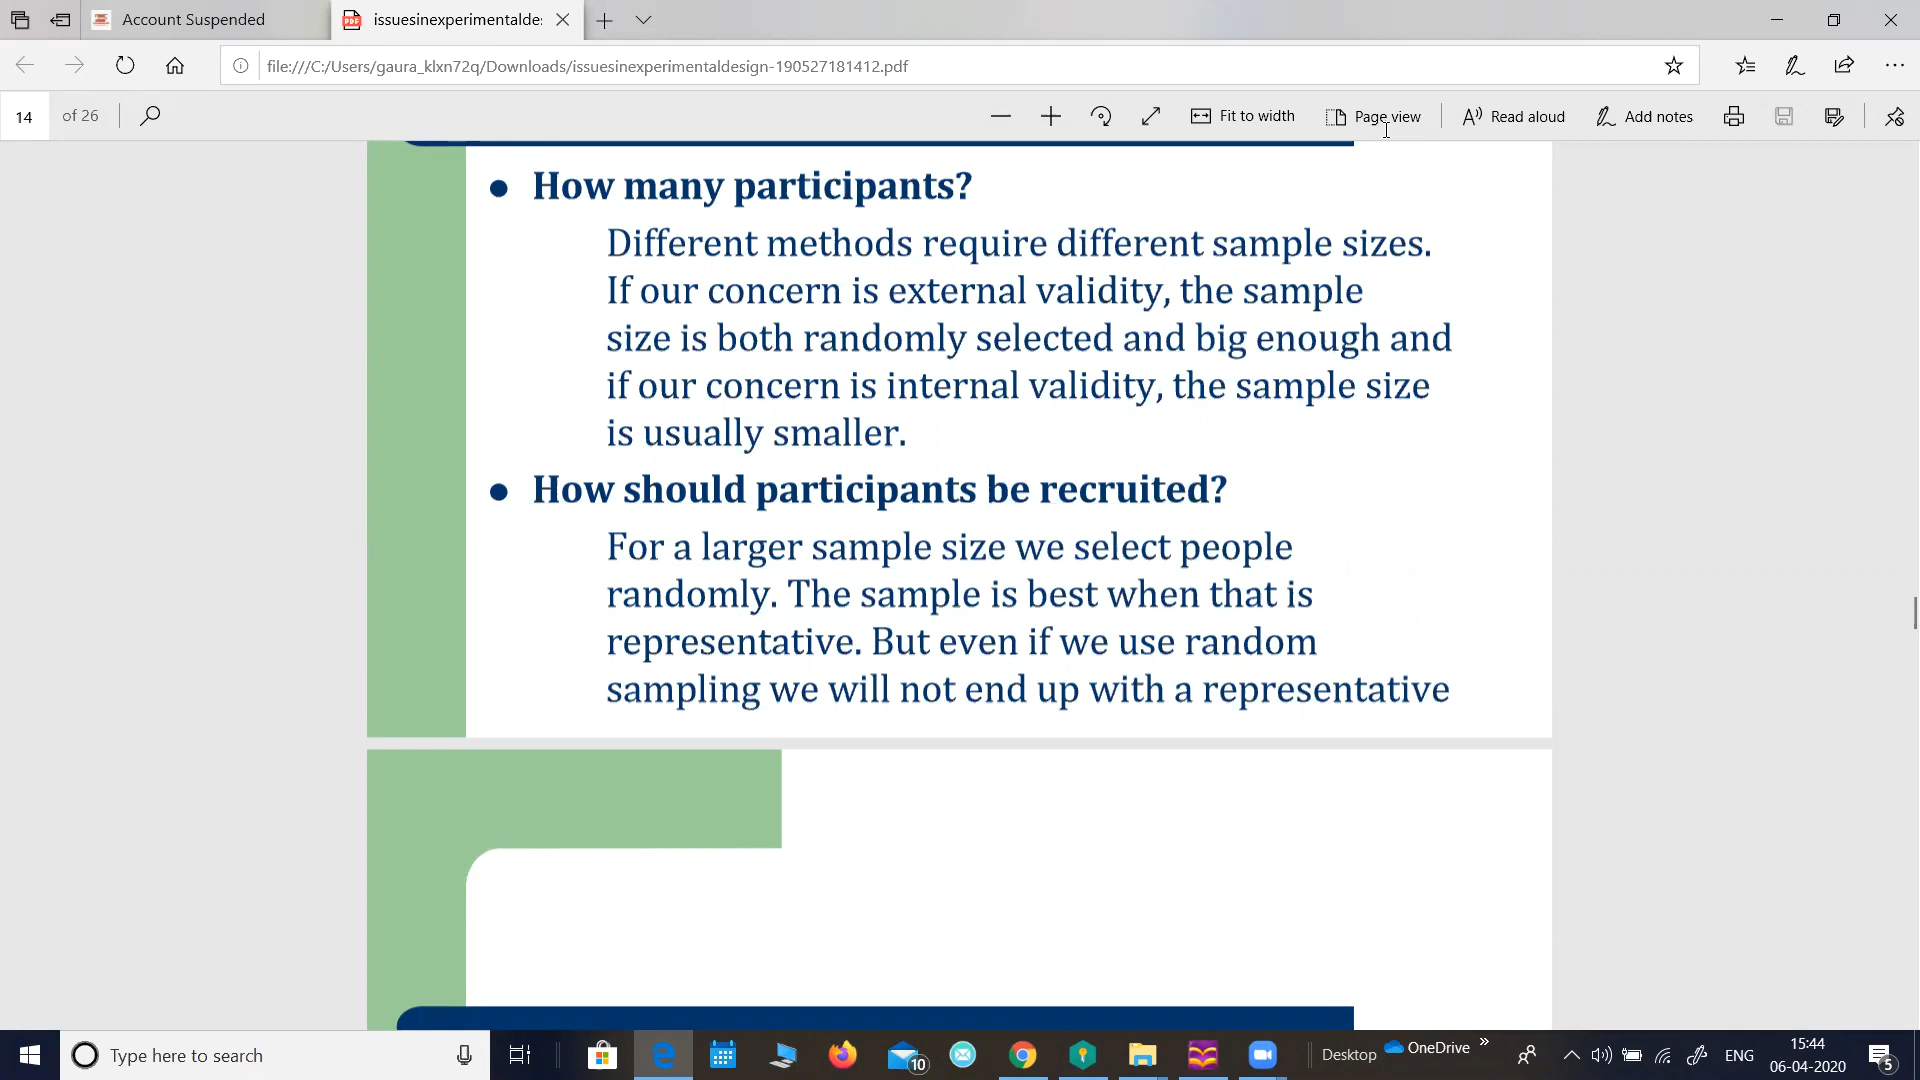 Account Suspended
issuesinexperimentalde:
file:///C:/Users/gaura_klxn72q/Downloads/issuesinexperimentaldesign-190527181412.pdf
14 of 26
Fit to width
Page view
Read aloud
Add notes
How many participants?
Different methods require different sample sizes.
If our concern is external validity, the sample
size is both randomly selected and big enough and
if our concern is internal validity, the sample size
is usually smaller.
How should participants be recruited?
For a larger sample size we select people
randomly. The sample is best when that is
representative. But even if we use random
sampling we will not end up with a representative
Type here to search
10
Desktop
OneDrive
ENG
15:44
06-04-2020
5